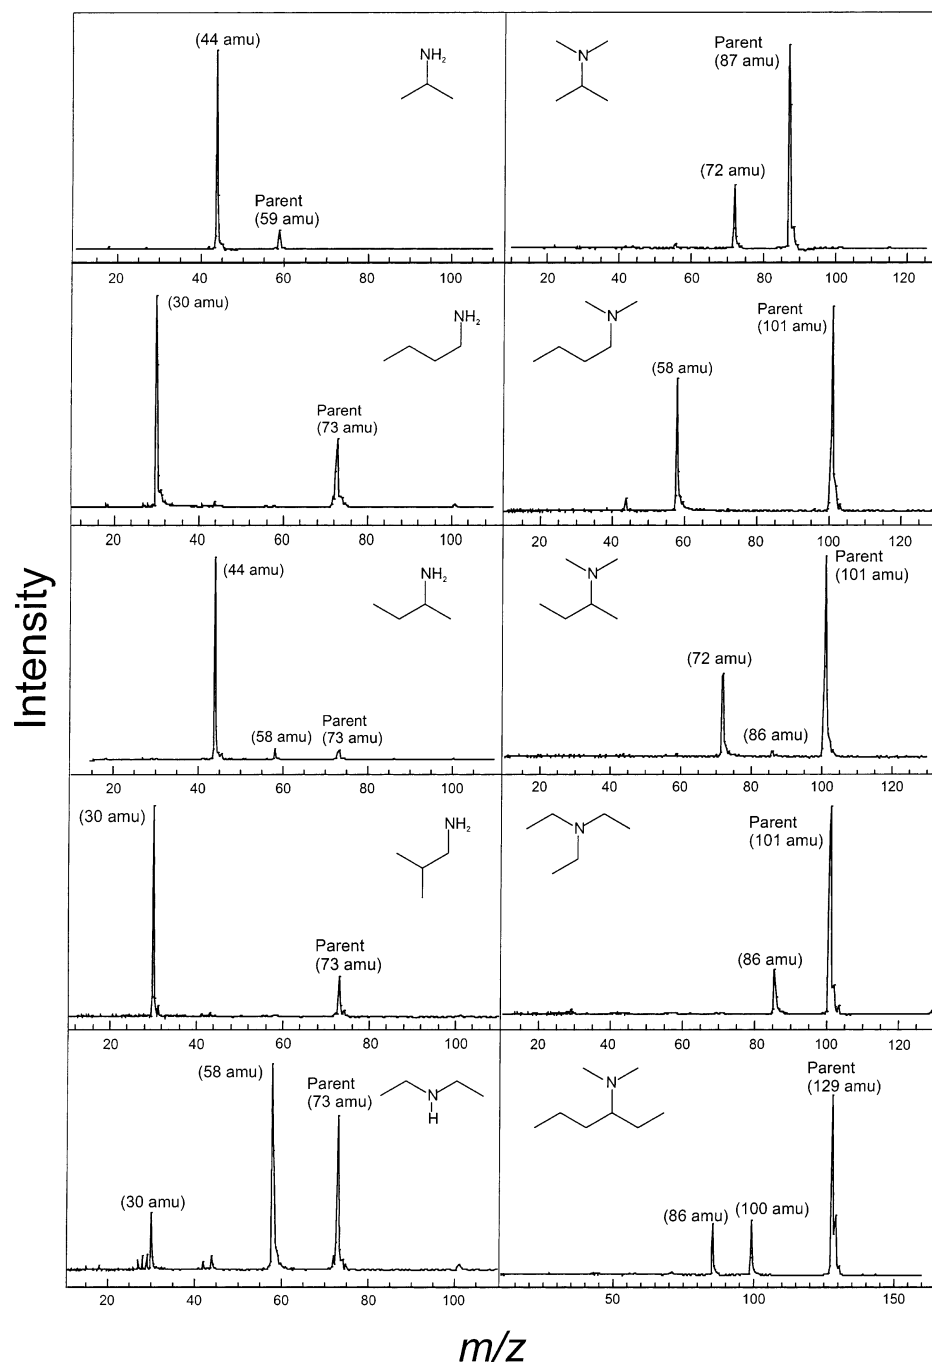 Intensity
(44 amu)
NH2
Parent
(59 amu)
20 40 60 80 100
N
Parent
(87 amu)
(72 amu)
20 40 60 80 100 120
(30 amu)
NH2
Parent
(73 amu)
20 40 60 80 100
N
Parent
(101 amu)
(58 amu)
20 40 60 80 100 120
(44 amu)
NH2
(58 amu)
Parent
(73 amu)
20 40 60 80 100
N
Parent
(101 amu)
(72 amu)
(86 amu)
20 40 60 80 100 120
(30 amu)
NH2
Parent
(73 amu)
20 40 60 80 100
N
Parent
(101 amu)
(86 amu)
20 40 60 80 100 120
(58 amu)
Parent
(73 amu)
N
H
(30 amu)
20 40 60 80 100
N
Parent
(129 amu)
(86 amu)
(100 amu)
50 100 150
m/z